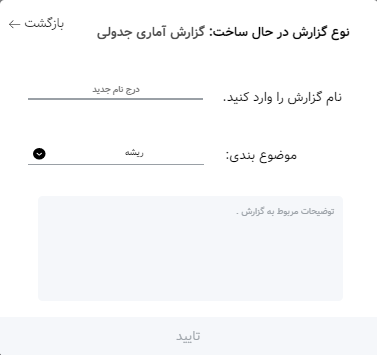 بازگشت
نوع گزارش در حال ساخت: گزارش آماری جدولی
نام گزارش را وارد کنید.
درج نام جدید
موضوع بندی:
ریشه
توضیحات مربوط به گزارش .
تایید